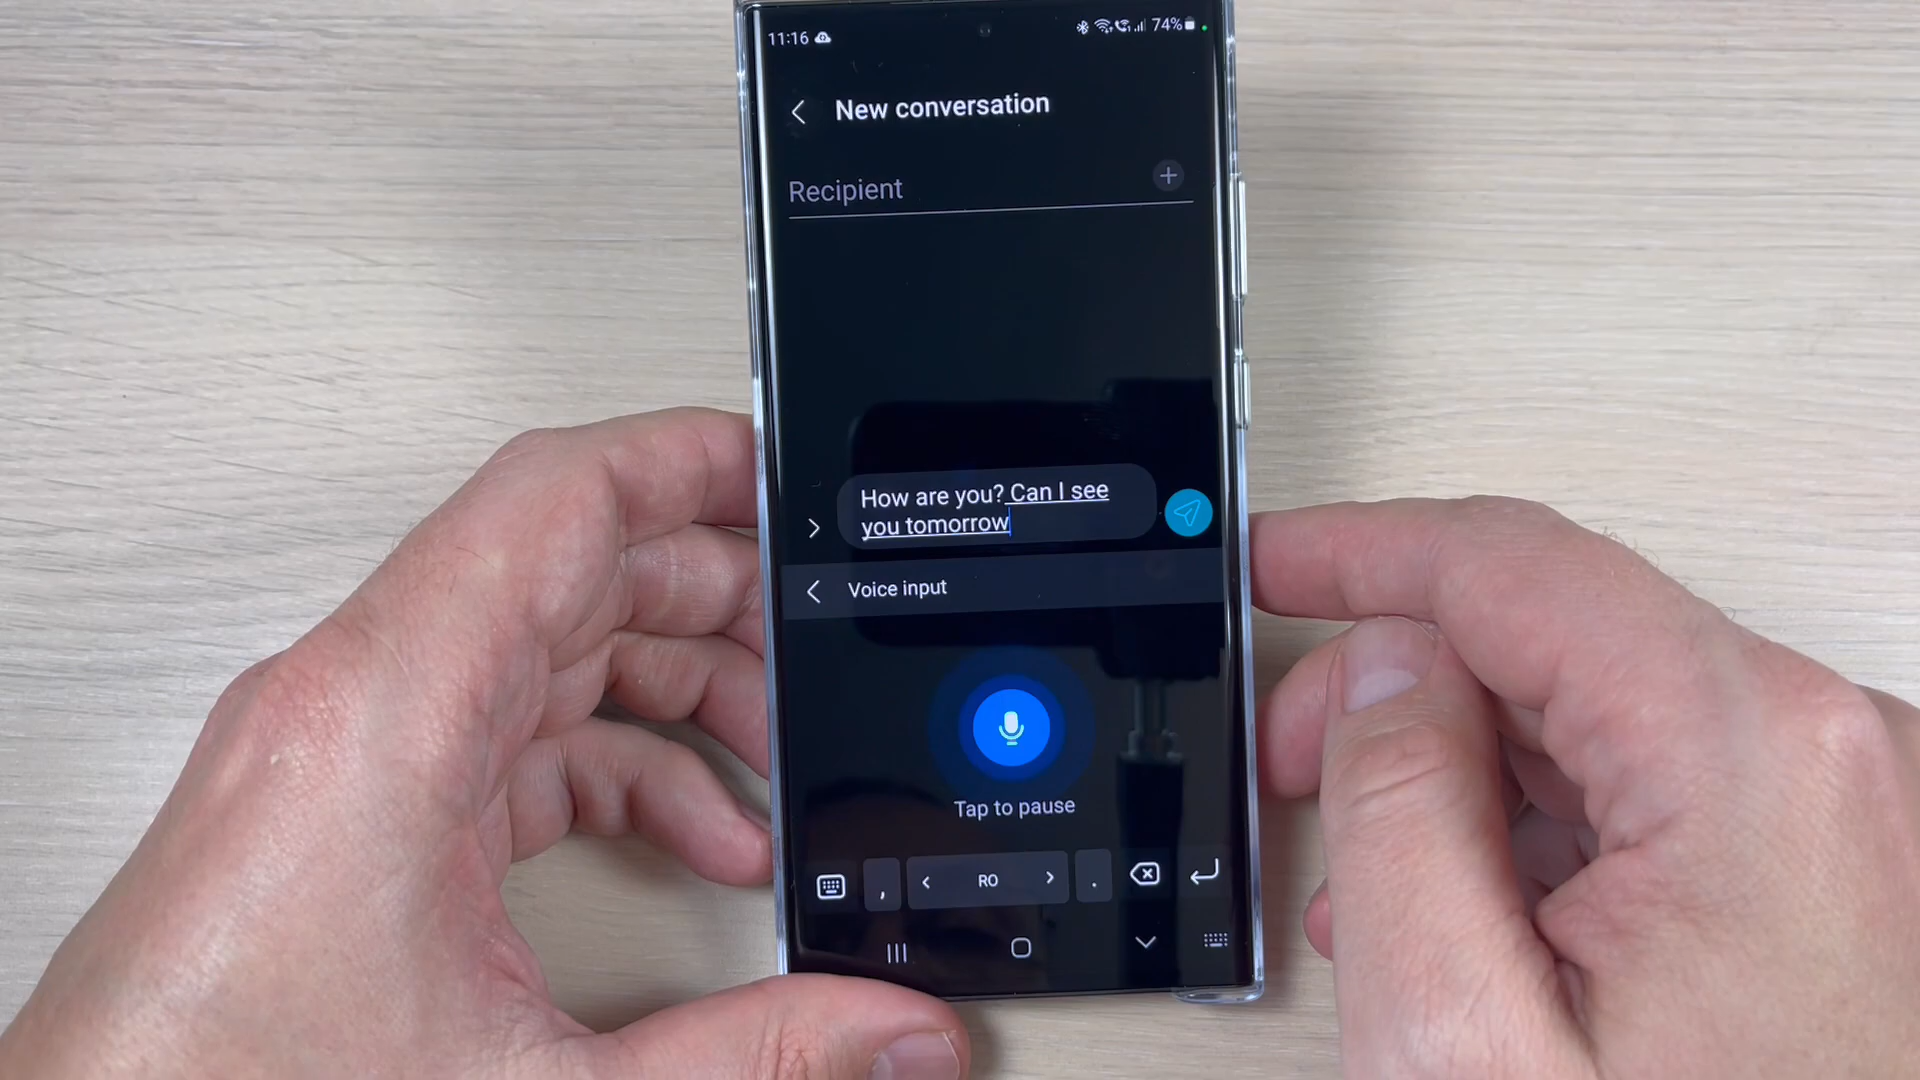 11:16
74%
New conversation
Recipient
How are you? Can I see
you tomorrow
Voice input
Tap to pause
, < RO > .